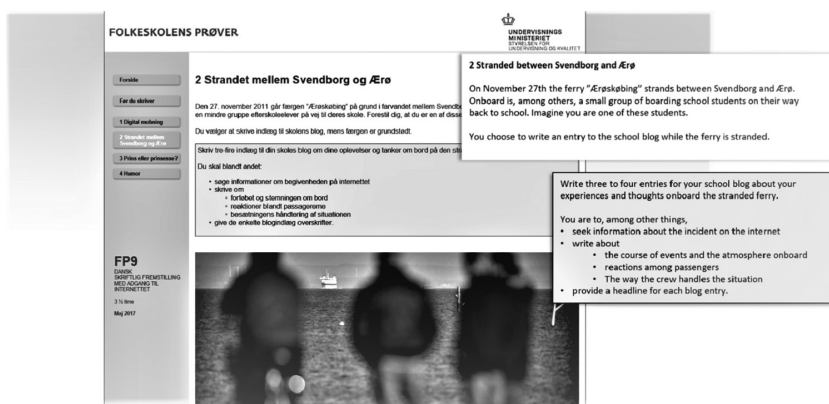 FOLKESKOLENS PRØVER
UNDERVISNINGS
MINISTERIET
STYRELSEN FOR
UNDERVISNING OG KVALITET
Forside
Før du skriver
1 Digital mobning
2 Strandet mellem
Svendborg og Ærø
3 Prins eller prinsesse?
4 Humor
FP9
DANSK
SKRIFTLIG FREMSTILLING
MED ADGANG TIL
INTERNETTET
3 ½ time
Maj 2017
2 Strandet mellem Svendborg og Ærø
Den 27. november 2011 går færgen "Ærøskøbing" på grund i farvandet mellem Svendbo
en mindre gruppe efterskoleelever på vej til deres skole. Forestil dig, at du er en af disse
Du vælger at skrive indlæg til skolens blog, mens færgen er grundstødt.
Skriv tre-fire indlæg til din skoles blog om dine oplevelser og tanker om bord på den str
Du skal blandt andet:
• søge informationer om begivenheden på internettet
• skrive om
• forløbet og stemningen om bord
• reaktioner blandt passagererne
• besætningens håndtering af situationen
• give de enkelte blogindlæg overskrifter.
2 Stranded between Svendborg and Ærø
On November 27th the ferry "Ærøskøbing" strands between Svendborg and Ærø.
Onboard is, among others, a small group of boarding school students on their way
back to school. Imagine you are one of these students.
You choose to write an entry to the school blog while the ferry is stranded.
Write three to four entries for your school blog about your
experiences and thoughts onboard the stranded ferry.
You are to, among other things,
• seek information about the incident on the internet
• write about
• the course of events and the atmosphere onboard
• reactions among passengers
• The way the crew handles the situation
• provide a headline for each blog entry.